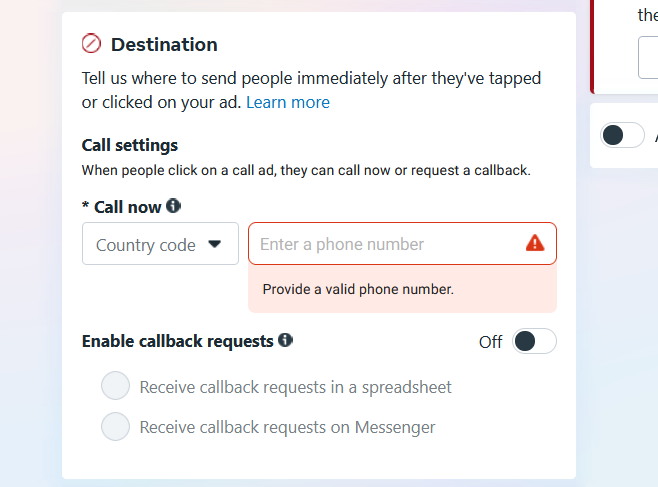 Destination
Tell us where to send people immediately after they've tapped
or clicked on your ad. Learn more
Call settings
When people click on a call ad, they can call now or request a callback.
* Call now
Country code
Enter a phone number
Provide a valid phone number.
Enable callback requests
Off
Receive callback requests in a spreadsheet
Receive callback requests on Messenger